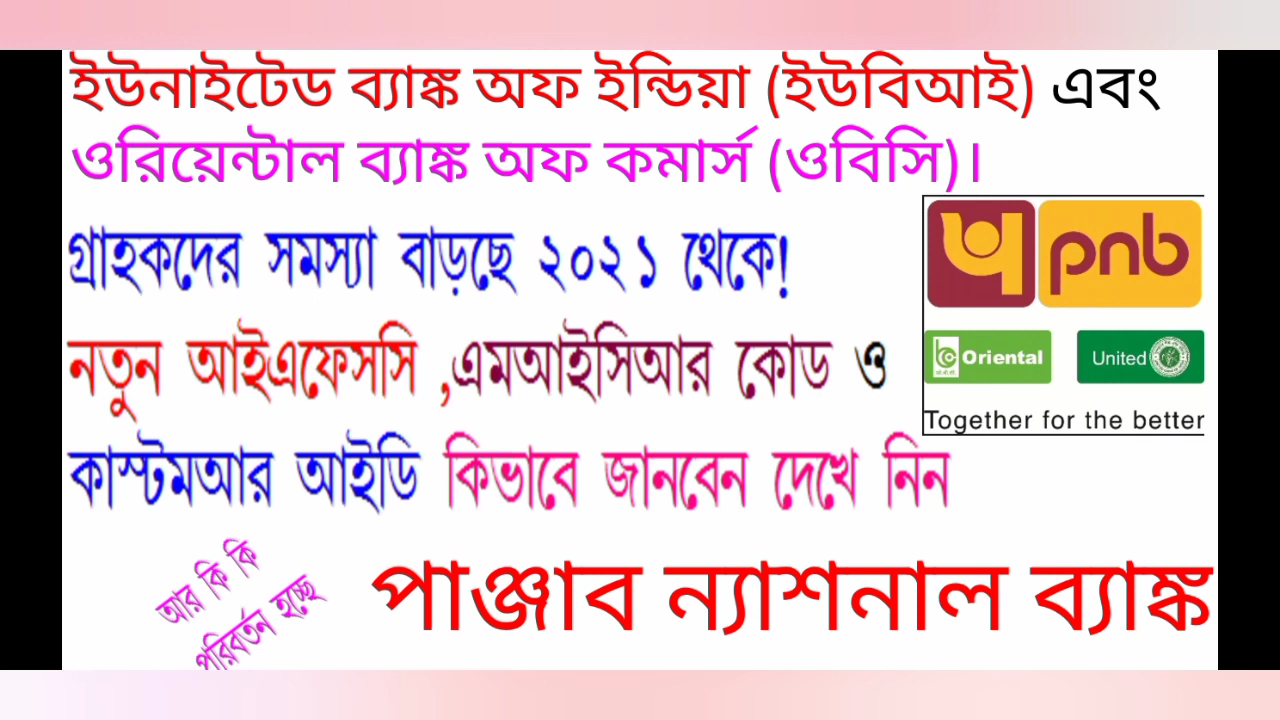 ইউনাইটেড ব্যাঙ্ক অফ ইন্ডিয়া (ইউবিআই) এবং
ওরিয়েন্টাল ব্যাঙ্ক অফ কমার্স (ওবিসি)।
গ্রাহকদের সমস্যা বাড়ছে ২০২১ থেকে!
নতুন আইএফেসসি ,এমআইসিআর কোড ও
কাস্টমআর আইডি কিভাবে জানবেন দেখে নিন
प pnb
Oriental
United
Together for the better
আর কি কি
পরিবর্তন হচ্ছে
পাঞ্জাব ন্যাশনাল ব্যাঙ্ক